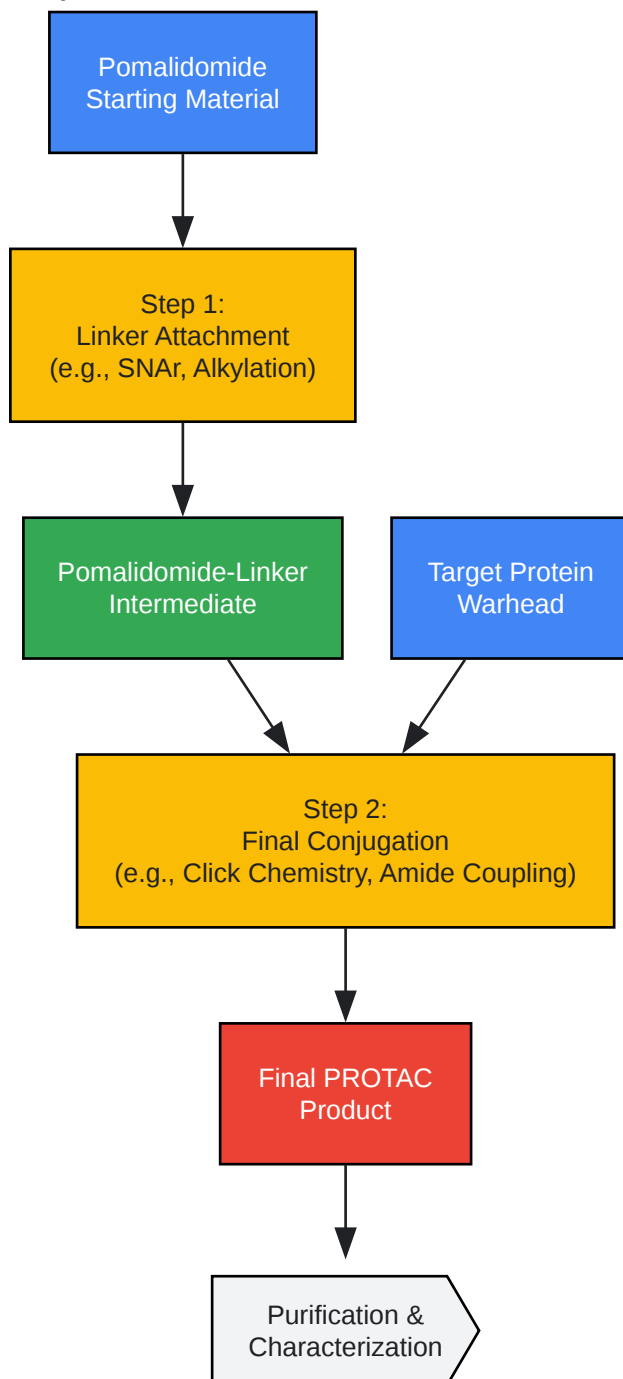 Pomalidomide
Starting Material
Step 1:
Linker Attachment
(e.g., SNAr, Alkylation)
Pomalidomide-Linker
Intermediate
Target Protein
Warhead
Step 2:
Final Conjugation
(e.g., Click Chemistry, Amide Coupling)
Final PROTAC
Product
Purification &
Characterization